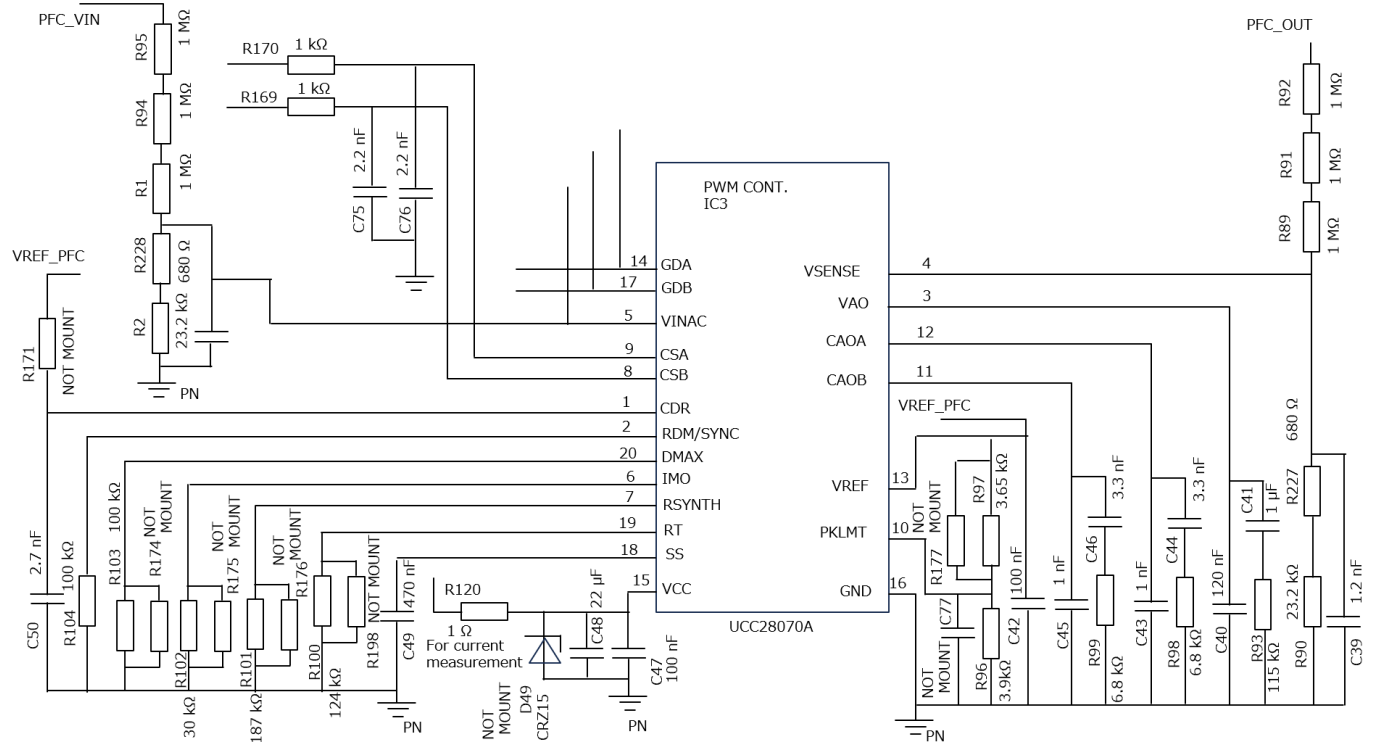 PFC_VIN
R95
1 MΩ
R94
1 MΩ
R1
1 MΩ
R228
680 Ω
R2
23.2 kΩ
PN
R170
1 kΩ
R169
1 kΩ
2.2 nF
C75
2.2 nF
C76
VREF_PFC
R171
NOT MOUNT
PWM CONT.
IC3
14
GDA
17
GDB
5
VINAC
9
CSA
8
CSB
1
CDR
2
RDM/SYNC
20
DMAX
6
IMO
7
RSYNTH
19
RT
18
SS
15
VCC
VSENSE
4
VAO
3
CAOA
12
CAOB
11
VREF
13
PKLMT
10
GND
16
UCC28070A
2.7 nF
C50
100 kΩ
R104
100 kΩ
R103
NOT
MOUNT
R174
R102
30 kΩ
NOT
MOUNT
R175
R101
187 kΩ
NOT
MOUNT
R176
R100
124 kΩ
NOT MOUNT
R198
470 nF
C49
PN
R120
1 Ω
For current
measurement
NOT
MOUNT
D49
CRZ15
22 µF
C48
C47
100 nF
PN
VREF_PFC
NOT
MOUNT
R177
R97
3.65 kΩ
NOT MOUNT
C77
R96
3.9kΩ
100 nF
C42
1 nF
C45
3.3 nF
C46
R99
6.8 kΩ
1 nF
C43
3.3 nF
C44
R98
6.8 kΩ
120 nF
C40
C41
1 µF
R93
115 kΩ
PN
PFC_OUT
R92
1 MΩ
R91
1 MΩ
R89
1 MΩ
680 Ω
R227
23.2 kΩ
R90
1.2 nF
C39